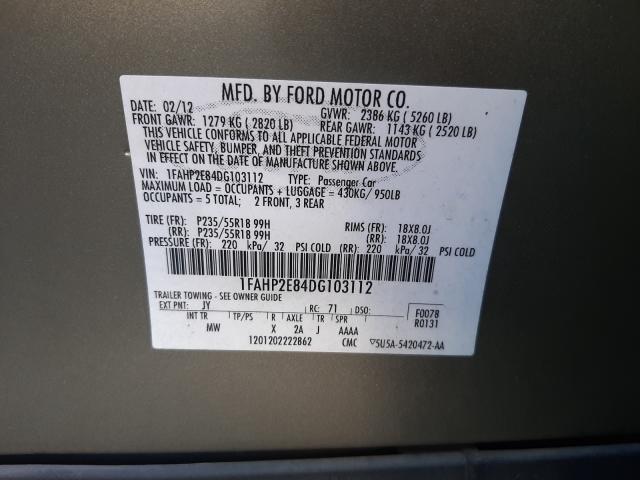 MFD. BY FORD MOTOR CO.
DATE: 02/12 GVWR: 2386 KG ( 5260 LB)
FRONT GAWR: 1279 KG ( 2820 LB) REAR GAWR: 1143 KG ( 2520 LB)
THIS VEHICLE CONFORMS TO ALL APPLICABLE FEDERAL MOTOR
VEHICLE SAFETY, BUMPER, AND THEFT PREVENTION STANDARDS
IN EFFECT ON THE DATE OF MANUFACTURE SHOWN ABOVE.
VIN: 1FAHP2E84DG103112 TYPE: Passenger Car
MAXIMUM LOAD = OCCUPANTS + LUGGAGE = 430KG/ 950LB
OCCUPANTS = 5 TOTAL; 2 FRONT, 3 REAR
TIRE (FR): P235/55R18 99H RIMS (FR): 18X8.0J
(RR): P235/55R18 99H (RR): 18X8.0J
PRESSURE (FR): 220 kPa/ 32 PSI COLD (RR): 220 kPa/ 32 PSI COLD
1FAHP2E84DG103112
TRAILER TOWING - SEE OWNER GUIDE
EXT PNT: JY RC: 71 DSO: F0078
INT TR TP/PS R AXLE TR SPR R0131
MW X 2A J AAAA
1201202222862 CMC ▽5U5A-5420472-AA